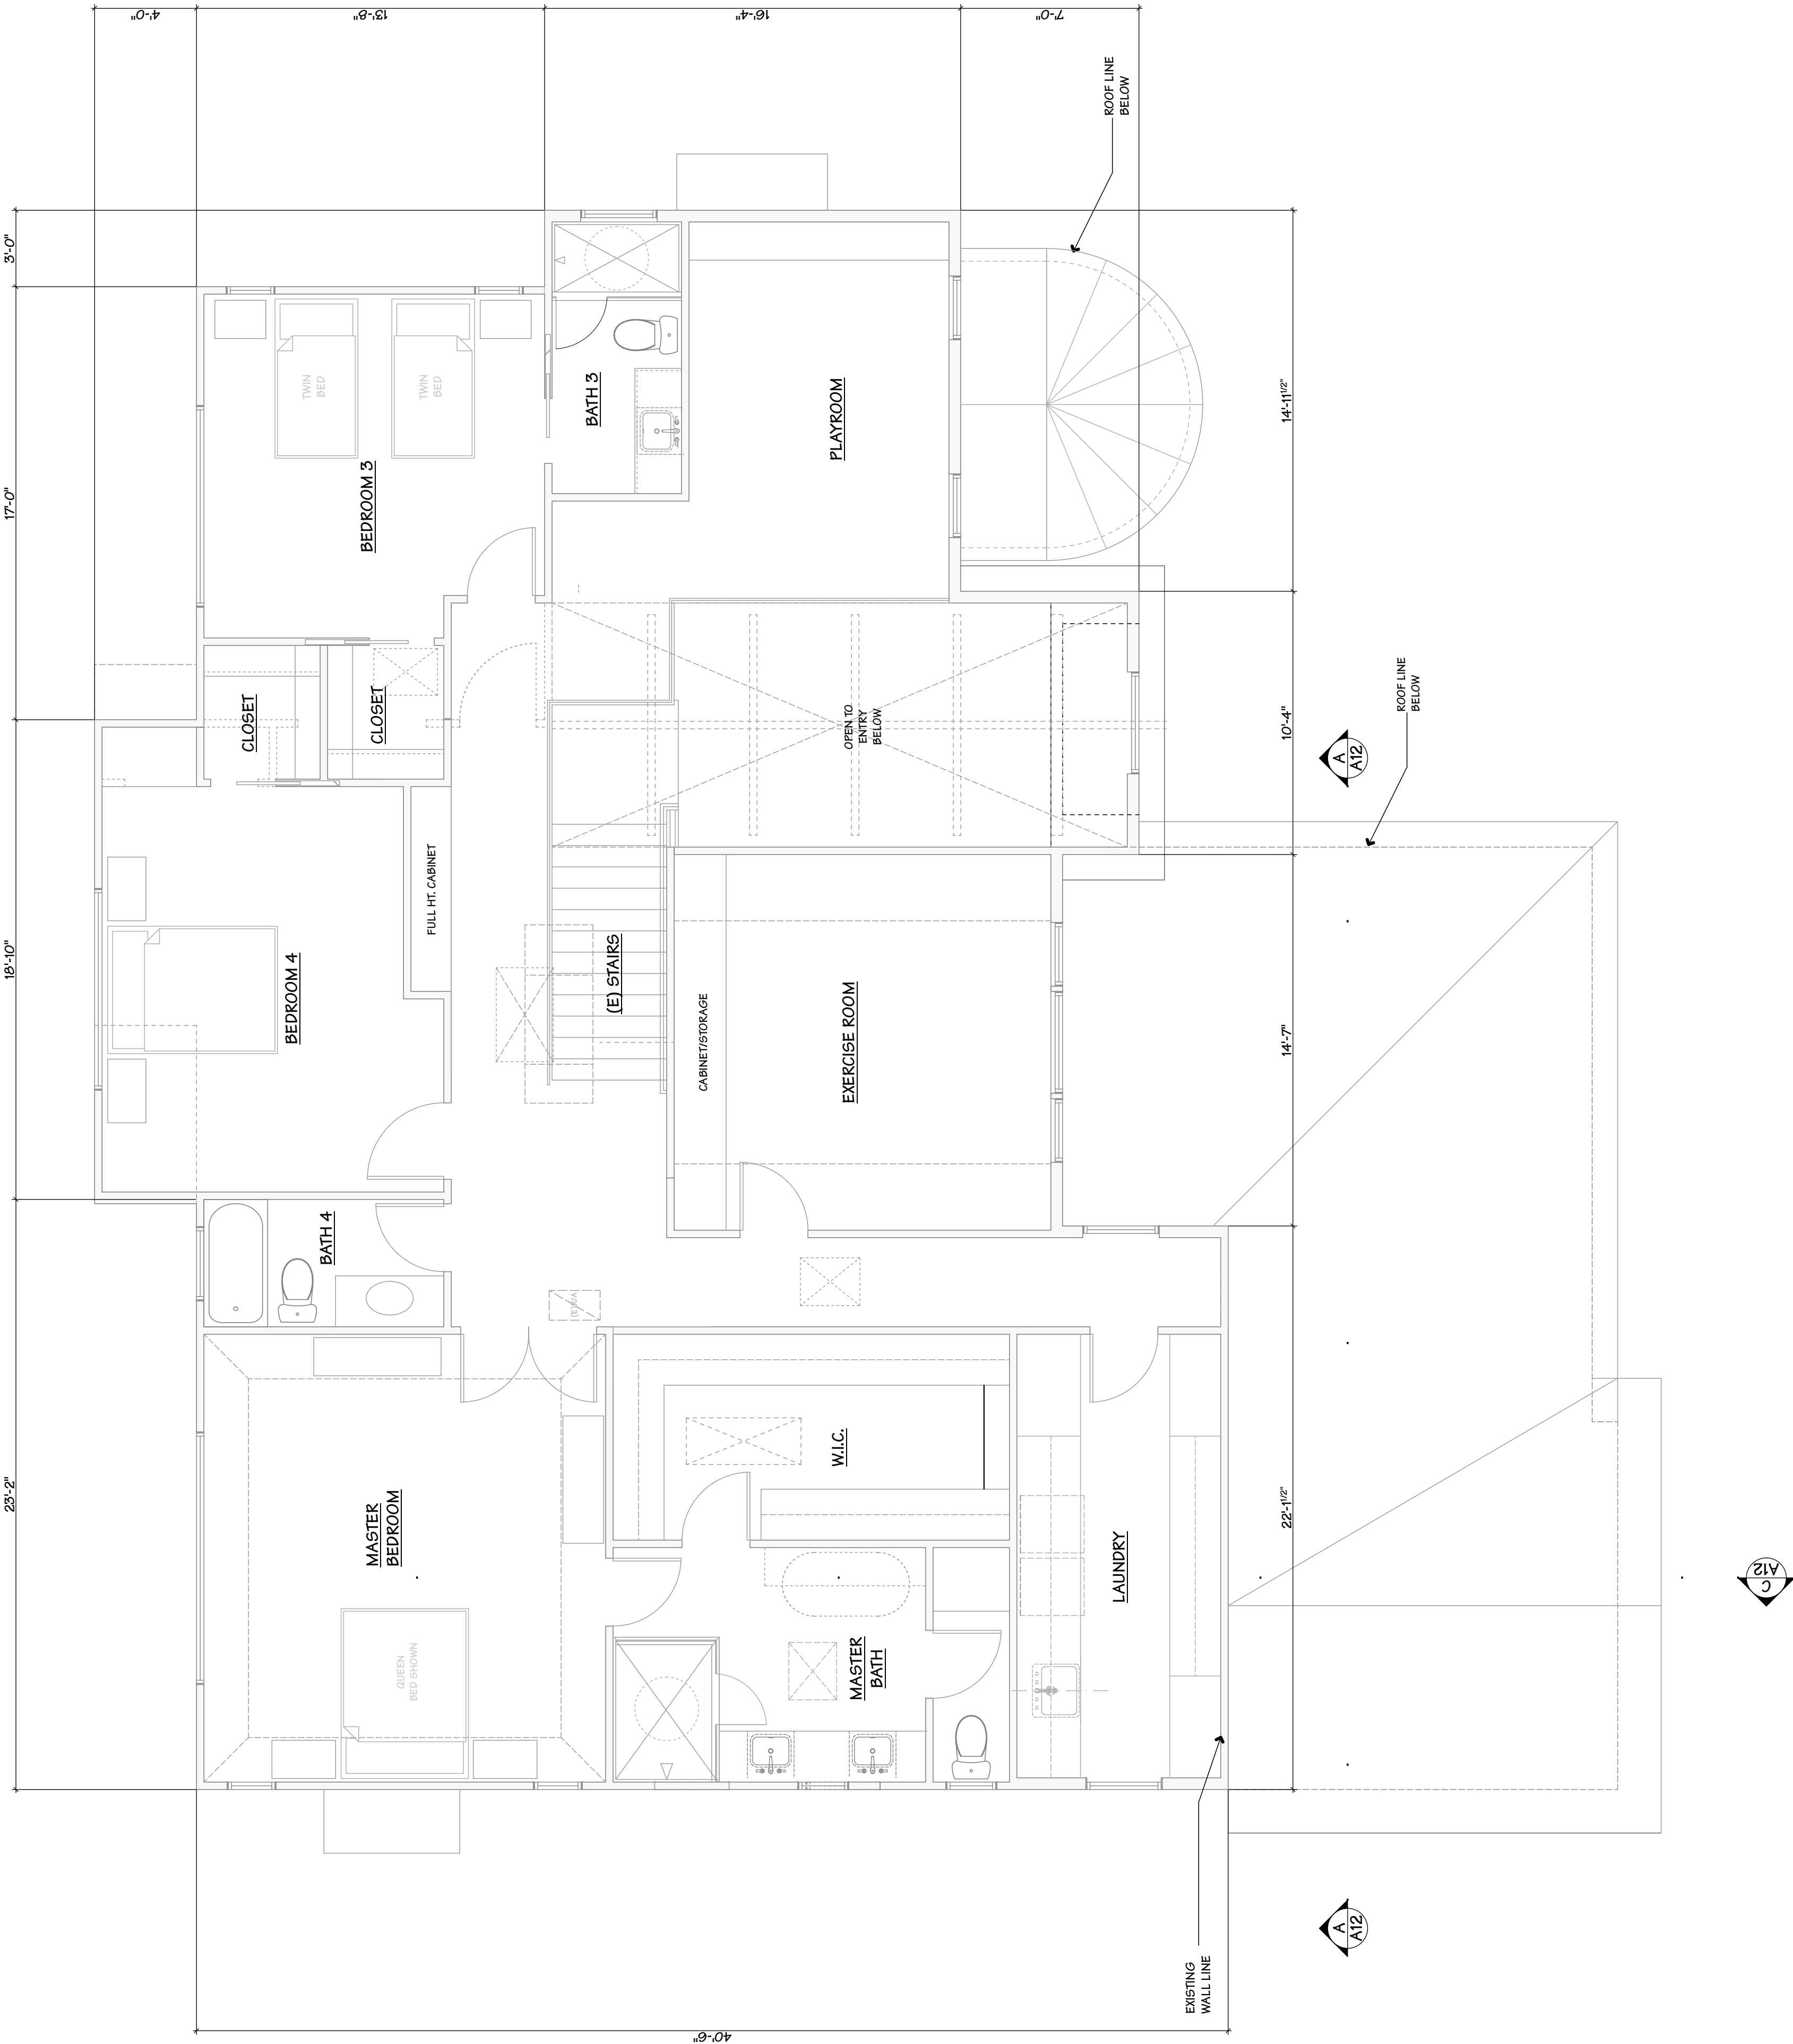 4'-0"
13'-8"
16'-4"
7'-0"
3'-0"
17'-0"
18'-10"
23'-2"
14'-11 1/2"
10'-4"
14'-7"
22'-1 1/2"
40'-6"
ROOF LINE
BELOW
TWIN
BED
TWIN
BED
BEDROOM 3
BATH 3
PLAYROOM
CLOSET
CLOSET
OPEN TO
ENTRY
BELOW
ROOF LINE
BELOW
A
A12
FULL HT. CABINET
BEDROOM 4
(E) STAIRS
CABINET/STORAGE
EXERCISE ROOM
BATH 4
(E) R/A
W.I.C.
MASTER
BEDROOM
LAUNDRY
QUEEN
BED SHOWN
MASTER
BATH
C
A12
EXISTING
WALL LINE
A
A12